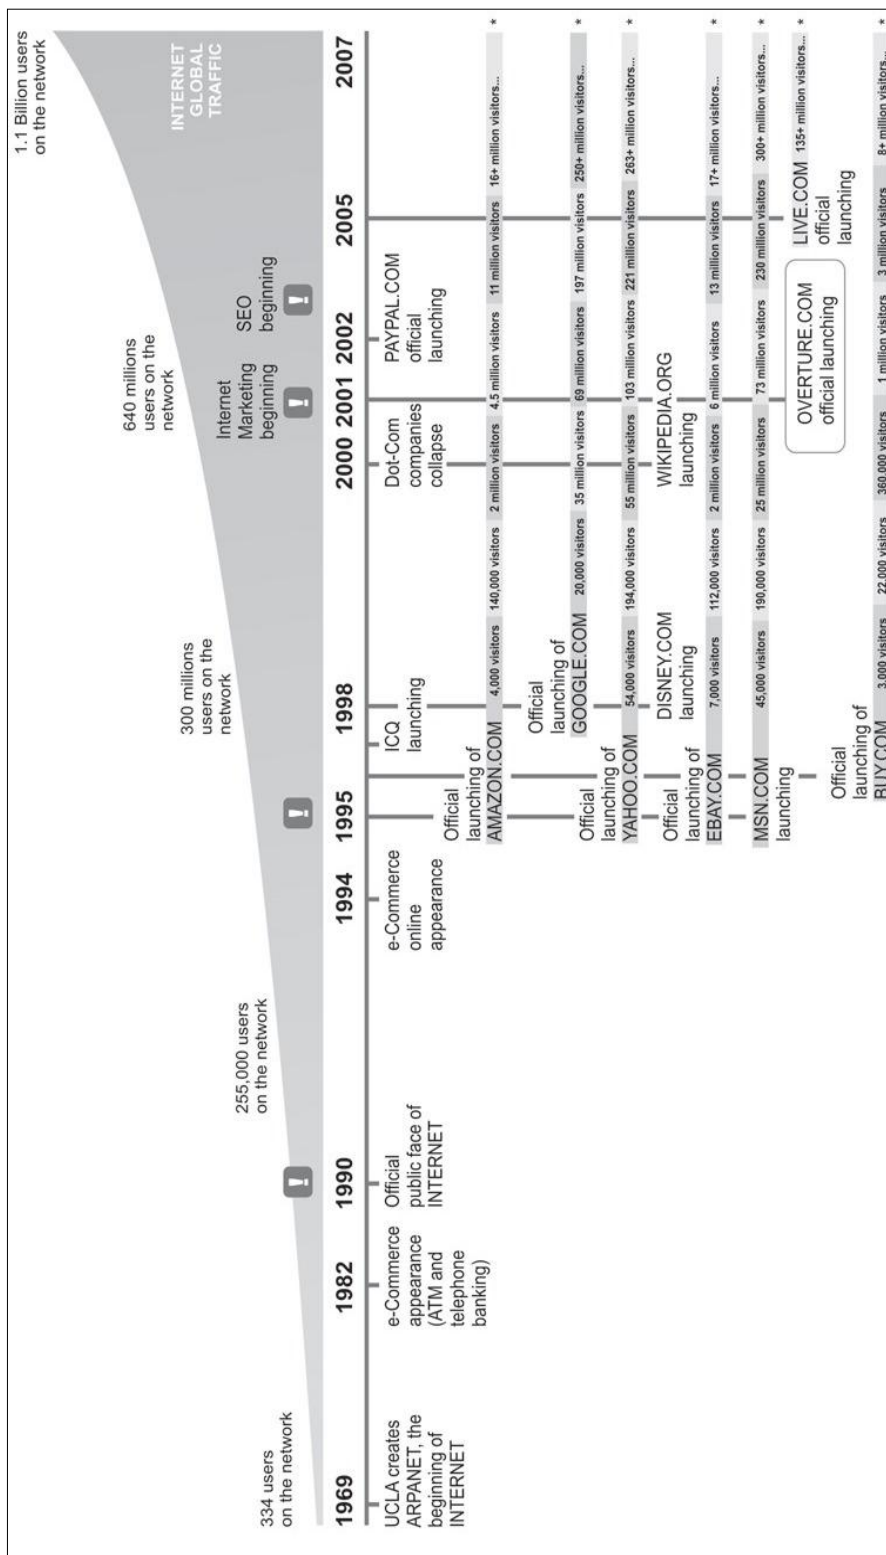 1.1 Billion users
on the network
640 millions
users on the
network
300 millions
users on the
network
255,000 users
on the network
334 users
on the network
INTERNET
GLOBAL
TRAFFIC
SEO
beginning
Internet
Marketing
beginning
1969
1982
1990
1994
1995
1998
2000
2001
2002
2005
2007
UCLA creates
ARPANET, the
beginning of
INTERNET
e-Commerce
appearance
(ATM and
telephone
banking)
Official
public face of
INTERNET
e-Commerce
online
appearance
ICQ
launching
Dot-Com
companies
collapse
PAYPAL.COM
official
launching
Official
launching of
AMAZON.COM 4,000 visitors 140,000 visitors 2 million visitors 4.5 million visitors 11 million visitors 16+ million visitors... *
Official
launching of
GOOGLE.COM 20,000 visitors 35 million visitors 69 million visitors 197 million visitors 250+ million visitors... *
Official
launching of
YAHOO.COM 54,000 visitors 194,000 visitors 55 million visitors 103 million visitors 221 million visitors 263+ million visitors... *
DISNEY.COM
launching
WIKIPEDIA.ORG
launching
Official
launching of
EBAY.COM 7,000 visitors 112,000 visitors 2 million visitors 6 million visitors 13 million visitors 17+ million visitors... *
MSN.COM 45,000 visitors 190,000 visitors 25 million visitors 73 million visitors 230 million visitors 300+ million visitors... *
launching
LIVE.COM 135+ million visitors... *
official
launching
OVERTURE.COM
official launching
Official
launching of
BUY.COM 3,000 visitors 22,000 visitors 360,000 visitors 1 million visitors 3 million visitors 8+ million visitors... *